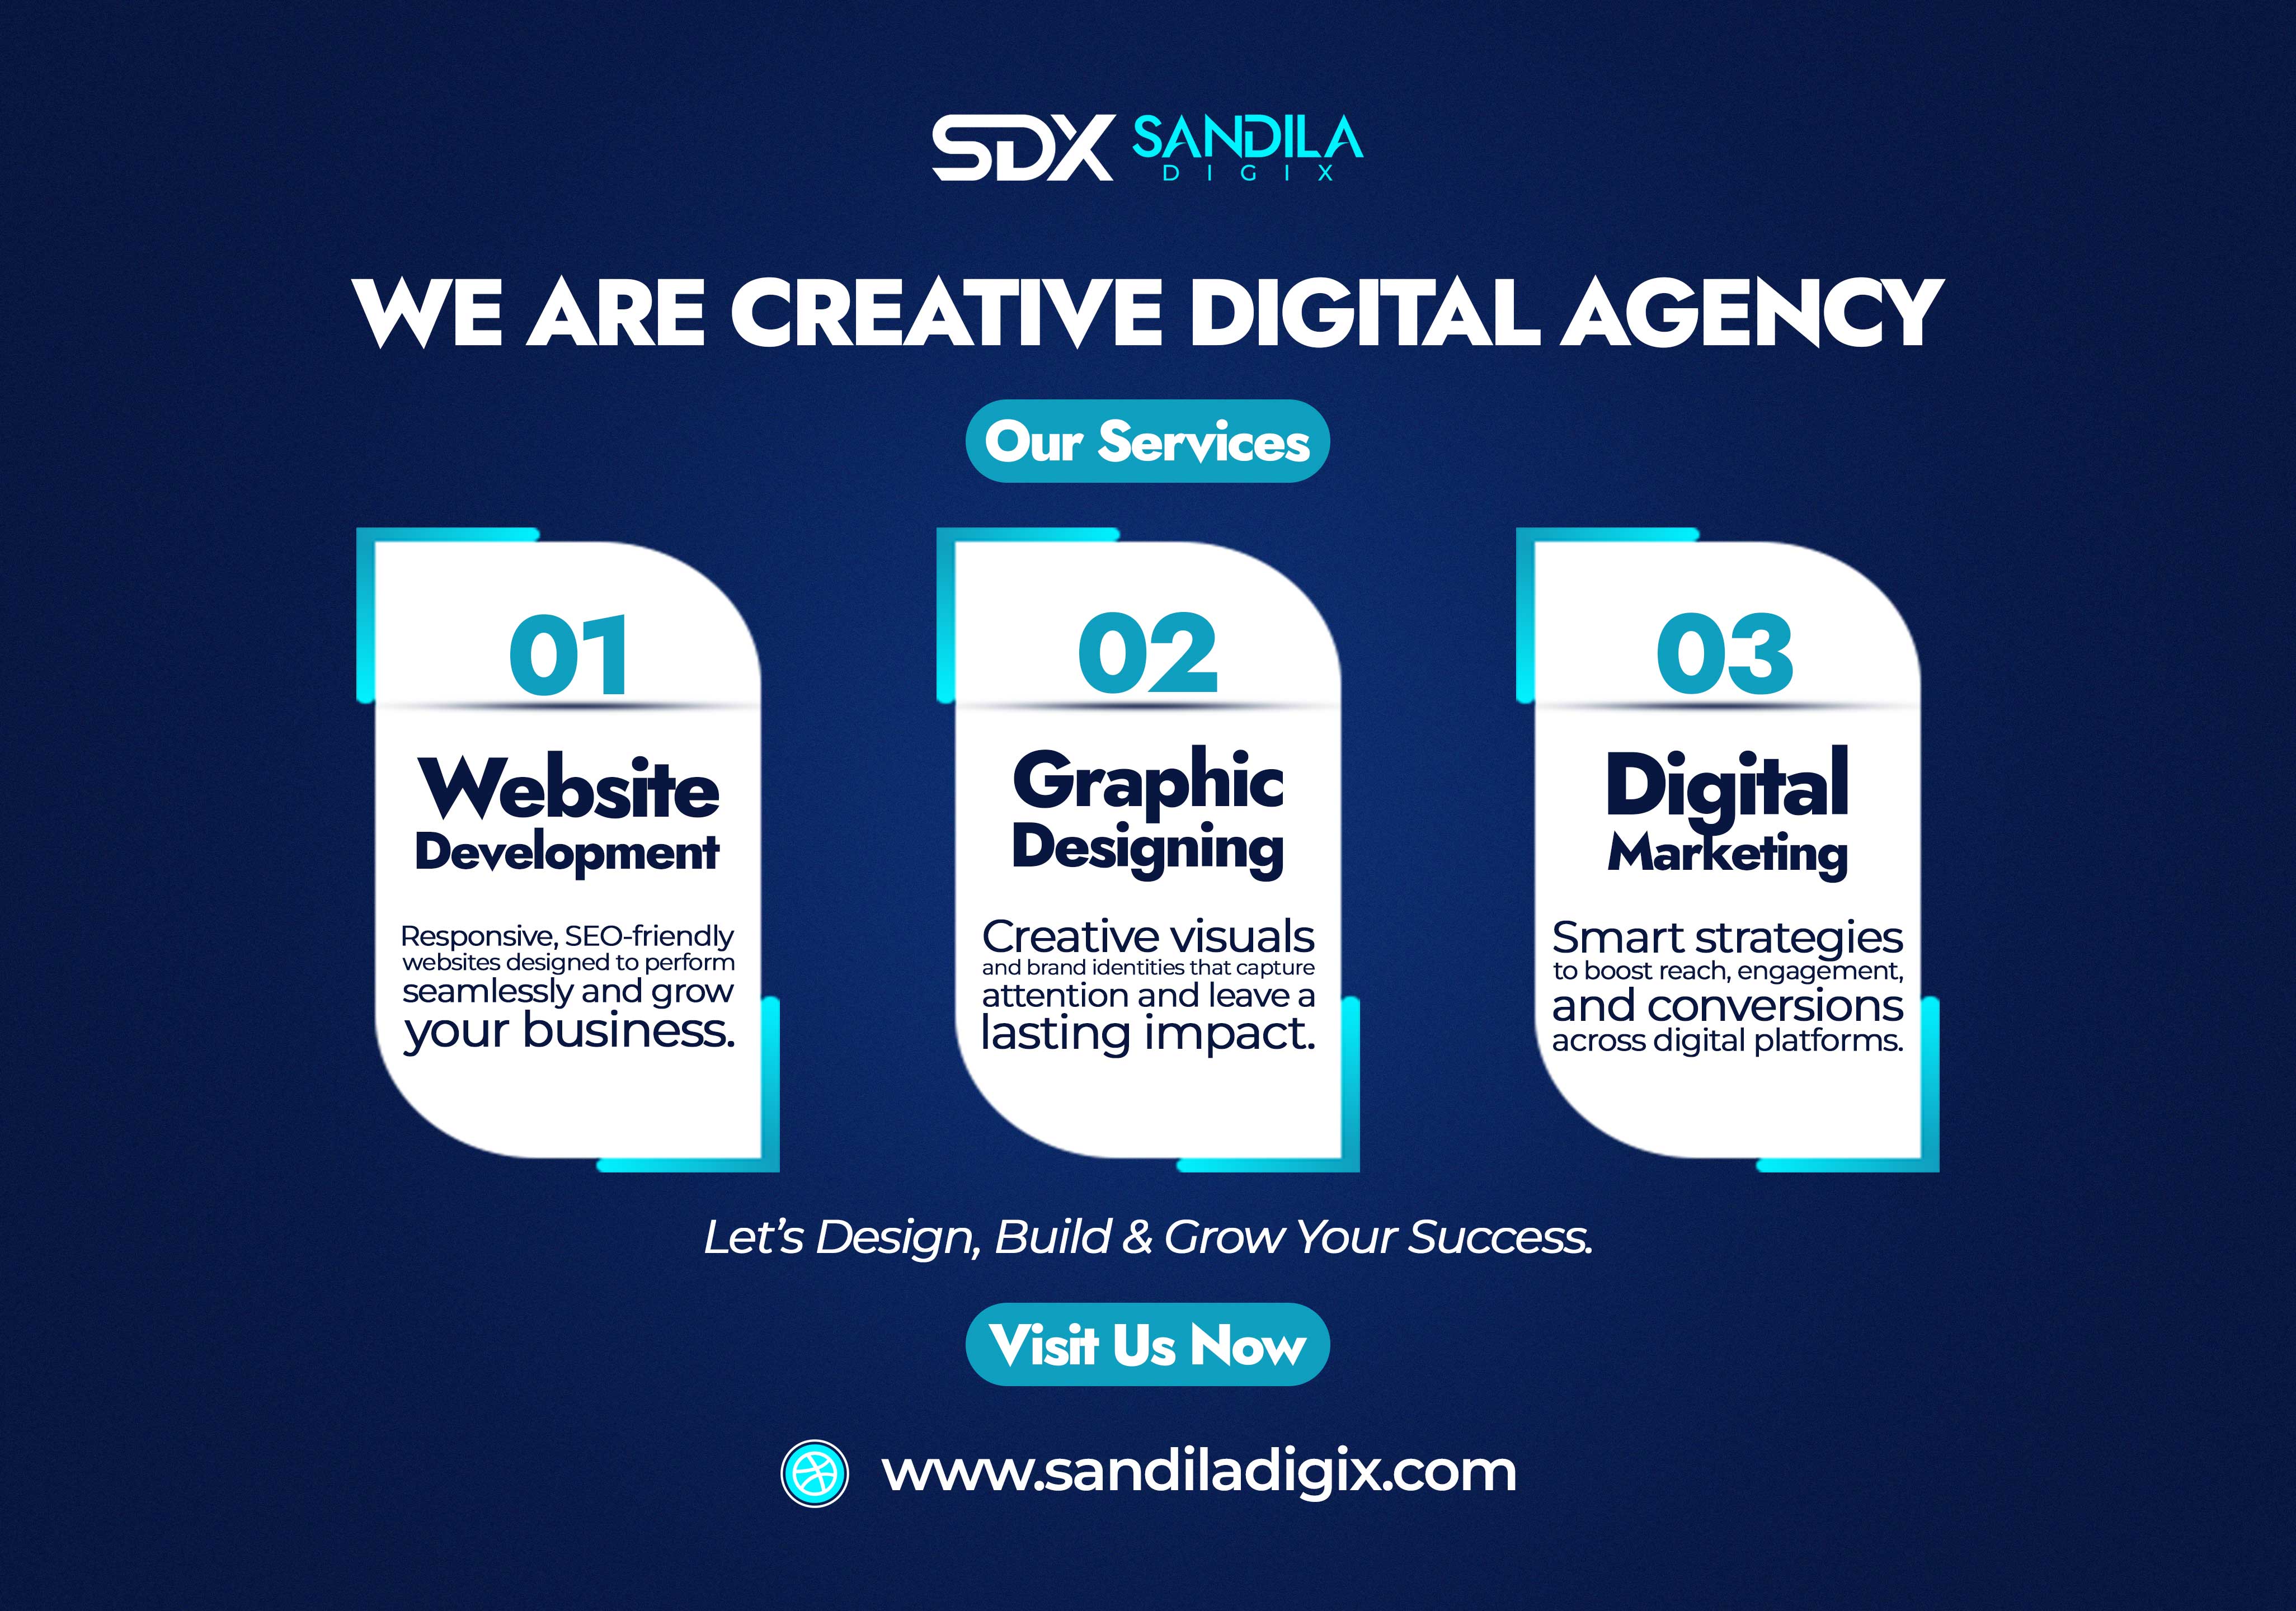 SDX SANDILA
DIGIX
WE ARE CREATIVE DIGITAL AGENCY
Our Services
01
Website
Development
Responsive, SEO-friendly
websites designed to perform
seamlessly and grow
your business.
02
Graphic
Designing
Creative visuals
and brand identities that capture
attention and leave a
lasting impact.
03
Digital
Marketing
Smart strategies
to boost reach, engagement,
and conversions
across digital platforms.
Let's Design, Build & Grow Your Success.
Visit Us Now
www.sandiladigix.com